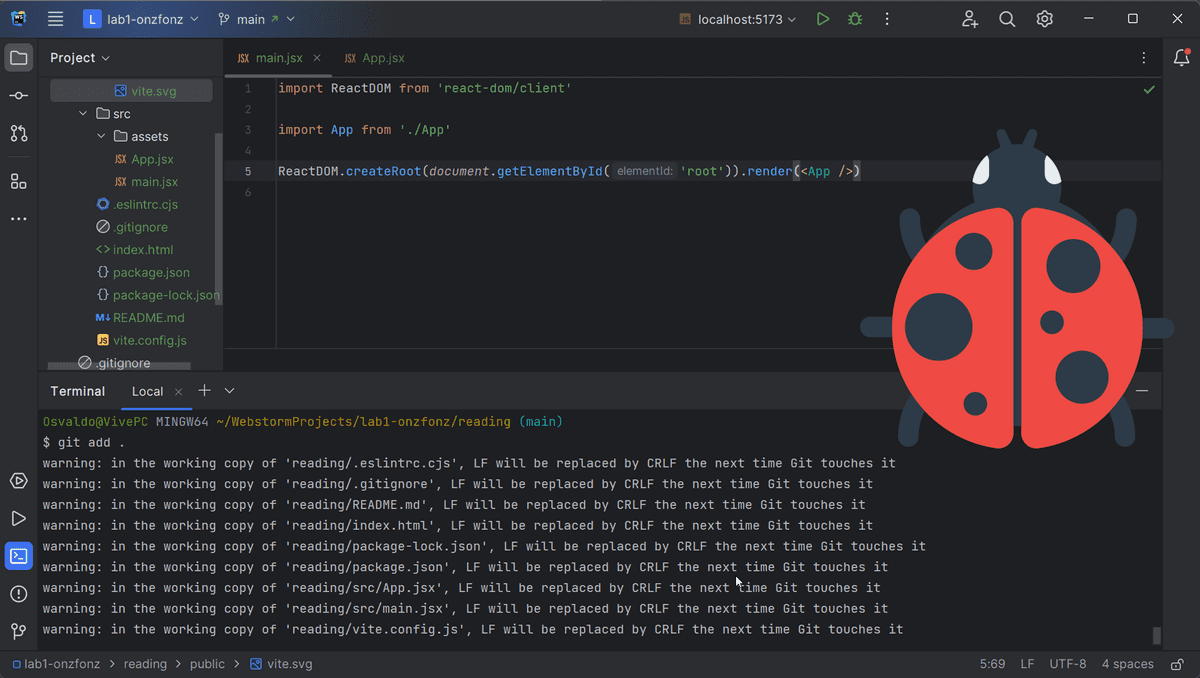 WS
L lab1-onzfonz main
JS localhost:5173
Project
main.jsx
App.jsx
vite.svg
src
assets
JSX App.jsx
JSX main.jsx
.eslintrc.cjs
.gitignore
<> index.html
{} package.json
{} package-lock.json
M↓ README.md
JS vite.config.js
.gitignore
JSX main.jsx × JSX App.jsx
1 import ReactDOM from 'react-dom/client'
2
3 import App from './App'
4
5 ReactDOM.createRoot(document.getElementById( elementId: 'root')).render(<App />)
6
Terminal Local × +
Osvaldo@VivePC MINGW64 ~/WebstormProjects/lab1-onzfonz/reading (main)
$ git add .
warning: in the working copy of 'reading/.eslintrc.cjs', LF will be replaced by CRLF the next time Git touches it
warning: in the working copy of 'reading/.gitignore', LF will be replaced by CRLF the next time Git touches it
warning: in the working copy of 'reading/README.md', LF will be replaced by CRLF the next time Git touches it
warning: in the working copy of 'reading/index.html', LF will be replaced by CRLF the next time Git touches it
warning: in the working copy of 'reading/package-lock.json', LF will be replaced by CRLF the next time Git touches it
warning: in the working copy of 'reading/package.json', LF will be replaced by CRLF the next time Git touches it
warning: in the working copy of 'reading/src/App.jsx', LF will be replaced by CRLF the next time Git touches it
warning: in the working copy of 'reading/src/main.jsx', LF will be replaced by CRLF the next time Git touches it
warning: in the working copy of 'reading/vite.config.js', LF will be replaced by CRLF the next time Git touches it
lab1-onzfonz > reading > public > vite.svg 5:69 LF UTF-8 4 spaces